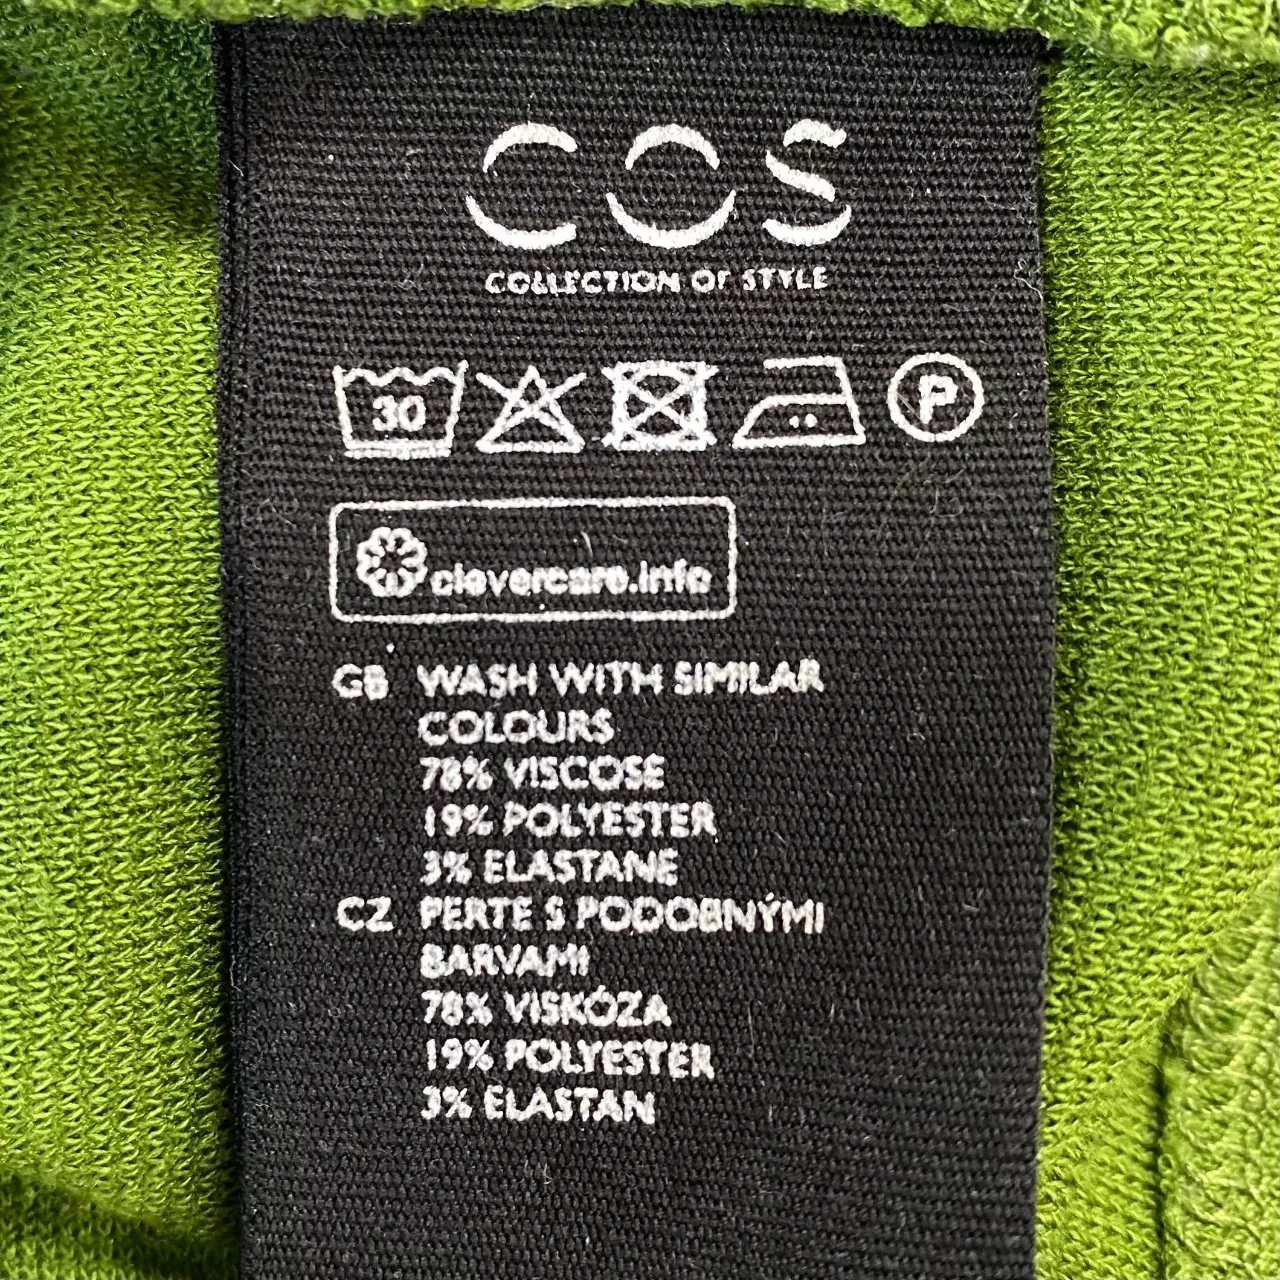 COS
COLLECTION OF STYLE
30 P
clevercare.info
GB WASH WITH SIMILAR
COLOURS
78% VISCOSE
19% POLYESTER
3% ELASTANE
CZ PERTE S PODOBNÝMI
BARVAMI
78% VISKÓZA
19% POLYESTER
3% ELASTAN